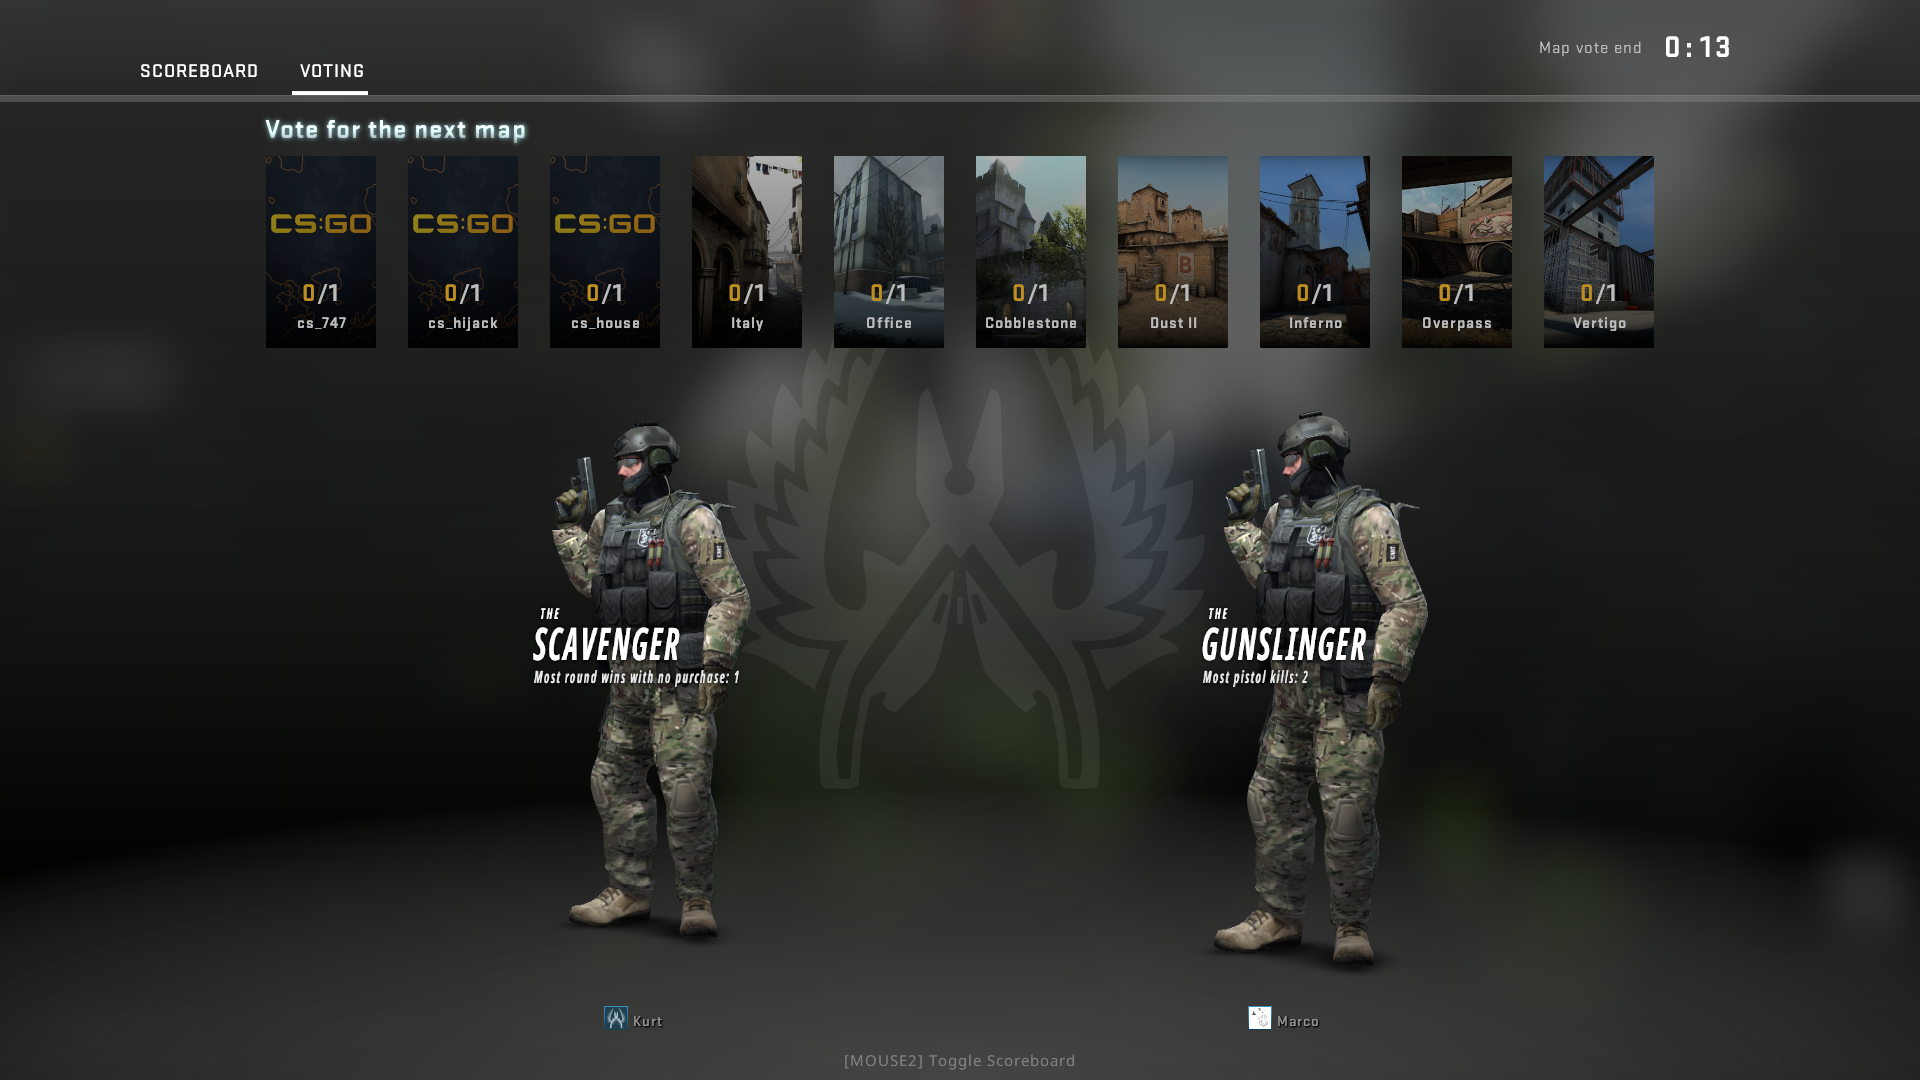 SCOREBOARD VOTING
Map vote end 0:13
Vote for the next map
CS:GO CS:GO CS:GO
B
0/1 0/1 0/1 0/1 0/1 0/1 0/1 0/1 0/1 0/1
cs_747 cs_hijack cs_house Italy Office Cobblestone Dust II Inferno Overpass Vertigo
THE
SCAVENGER
Most round wins with no purchase: 1
THE
GUNSLINGER
Most pistol kills: 2
Kurt
Marco
[MOUSE2] Toggle Scoreboard